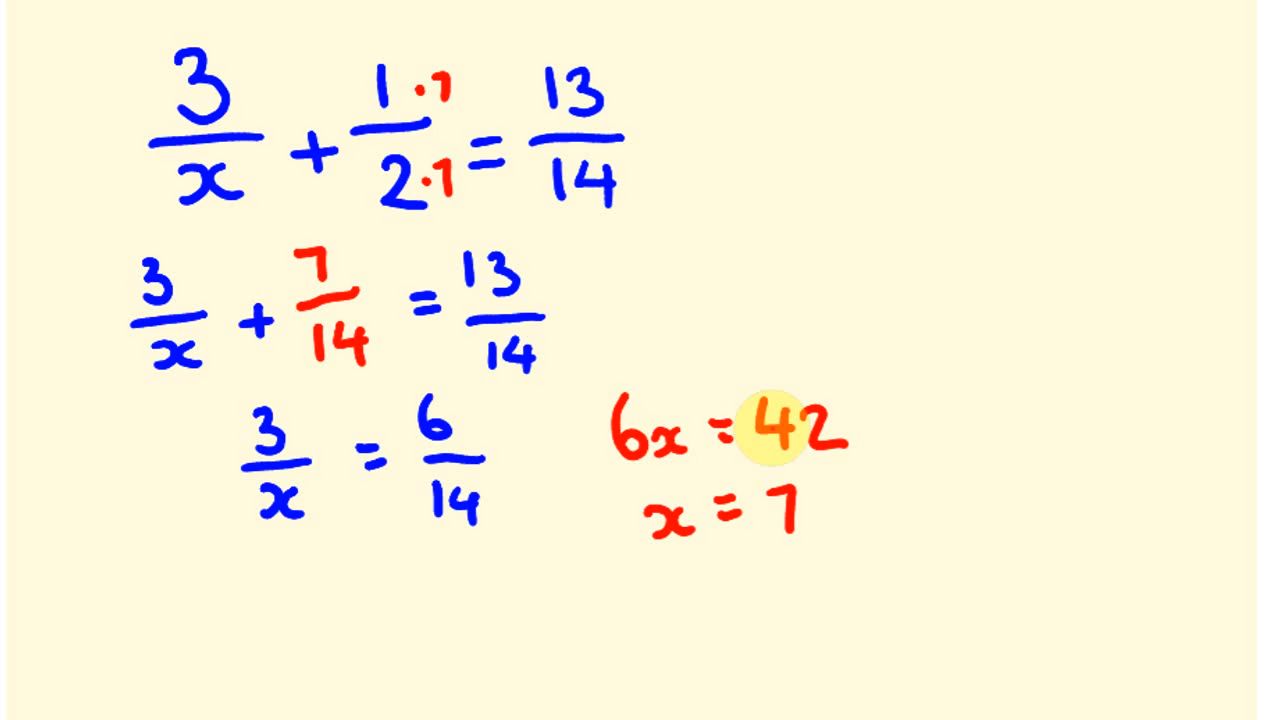 3/x + 1·7/2·7 = 13/14
3/x + 7/14 = 13/14
3/x = 6/14
6x = 42
x = 7